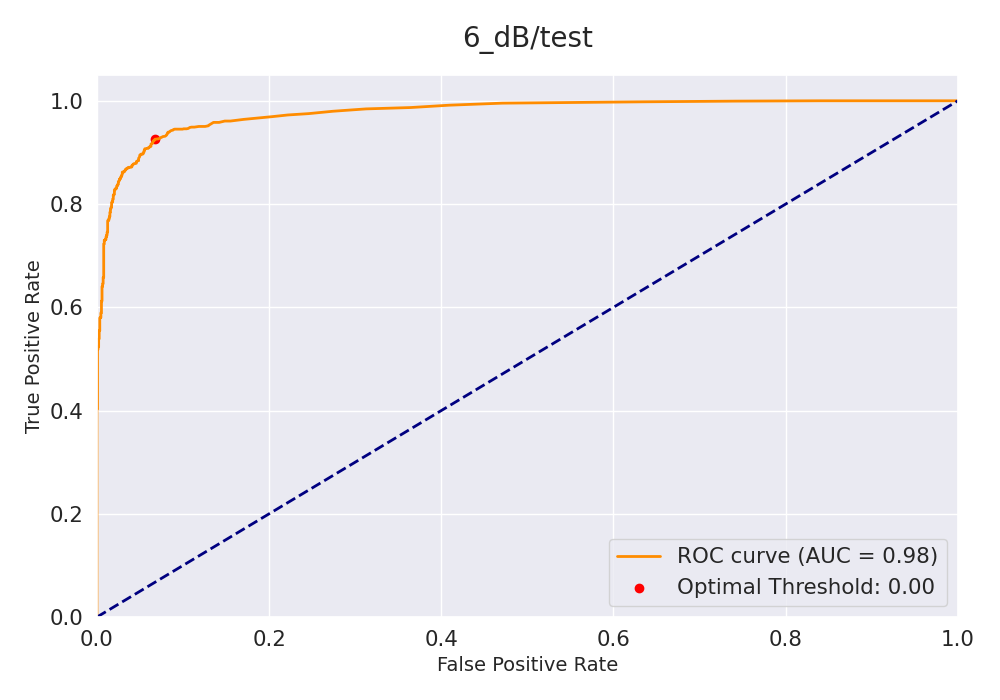 6_dB/test
1.0
0.8
0.6
0.4
0.2
0.0
True Positive Rate
ROC curve (AUC = 0.98)
Optimal Threshold: 0.00
0.0 0.2 0.4 0.6 0.8 1.0
False Positive Rate